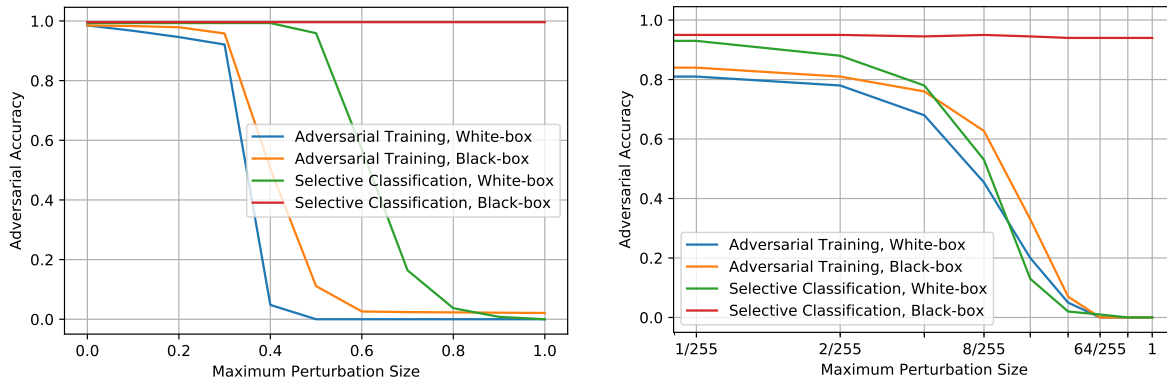 1.0
0.8
0.6
0.4
0.2
0.0
Adversarial Accuracy
Adversarial Training, White-box
Adversarial Training, Black-box
Selective Classification, White-box
Selective Classification, Black-box
0.0 0.2 0.4 0.6 0.8 1.0
Maximum Perturbation Size
1.0
0.8
0.6
0.4
0.2
0.0
Adversarial Accuracy
Adversarial Training, White-box
Adversarial Training, Black-box
Selective Classification, White-box
Selective Classification, Black-box
1/255 2/255 8/255 64/255 1
Maximum Perturbation Size